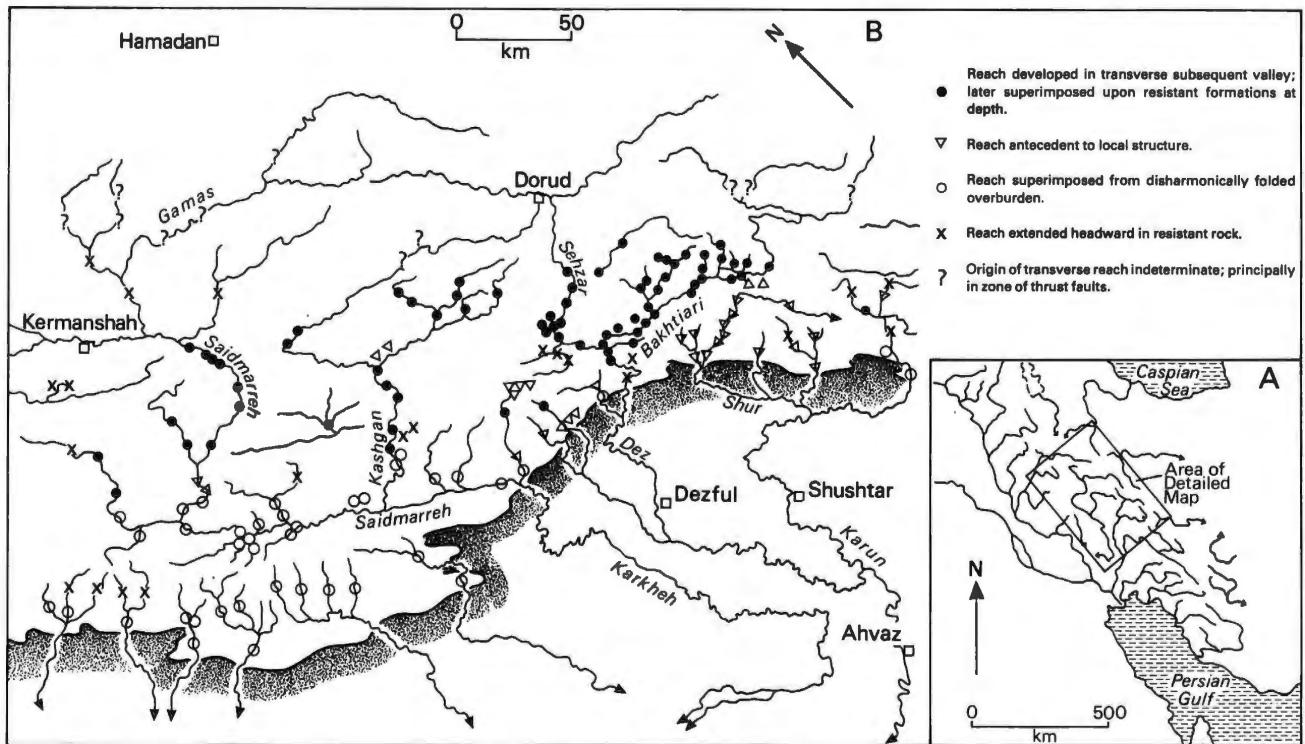 Hamadan
0 50
km
N
B
● Reach developed in transverse subsequent valley;
later superimposed upon resistant formations at
depth.
▽ Reach antecedent to local structure.
○ Reach superimposed from disharmonically folded
overburden.
x Reach extended headward in resistant rock.
? Origin of transverse reach indeterminate; principally
in zone of thrust faults.
Gamas
Dorud
Sehzar
Kermanshah
Saidmarreh
Bakhtiari
Kashgan
Shur
Dez
Dezful
Shushtar
Saidmarreh
Karun
Karkheh
Ahvaz
A
Caspian
Sea
Area of
Detailed
Map
N
Persian
Gulf
0 500
km